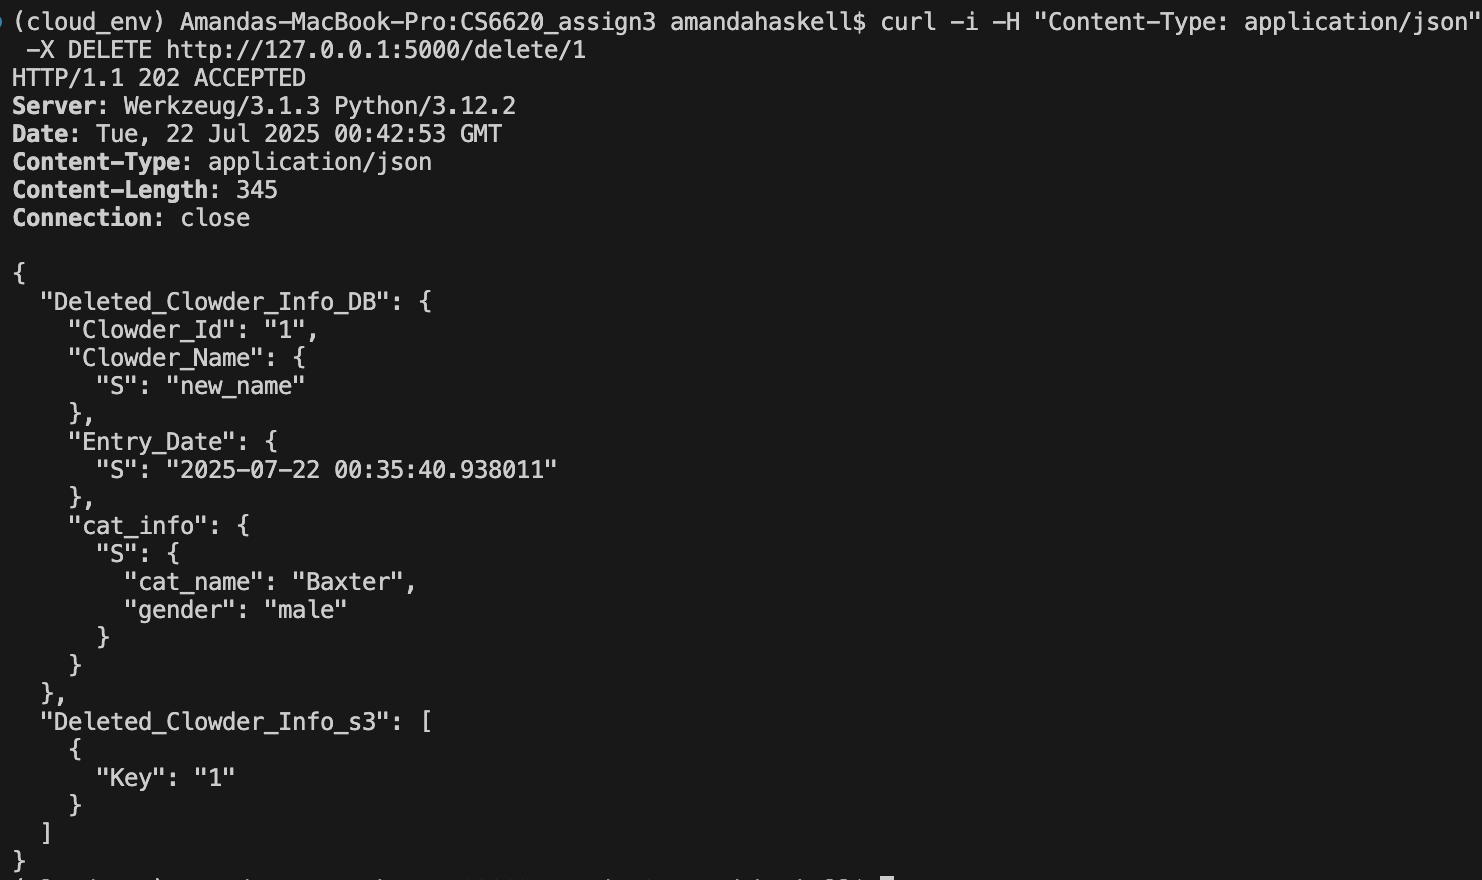 (cloud_env) Amandas-MacBook-Pro:CS6620_assign3 amandahaskell$ curl -i -H "Content-Type: application/json"
 -X DELETE http://127.0.0.1:5000/delete/1
HTTP/1.1 202 ACCEPTED
Server: Werkzeug/3.1.3 Python/3.12.2
Date: Tue, 22 Jul 2025 00:42:53 GMT
Content-Type: application/json
Content-Length: 345
Connection: close

{
  "Deleted_Clowder_Info_DB": {
    "Clowder_Id": "1",
    "Clowder_Name": {
      "S": "new_name"
    },
    "Entry_Date": {
      "S": "2025-07-22 00:35:40.938011"
    },
    "cat_info": {
      "S": {
        "cat_name": "Baxter",
        "gender": "male"
      }
    }
  },
  "Deleted_Clowder_Info_s3": [
    {
      "Key": "1"
    }
  ]
}